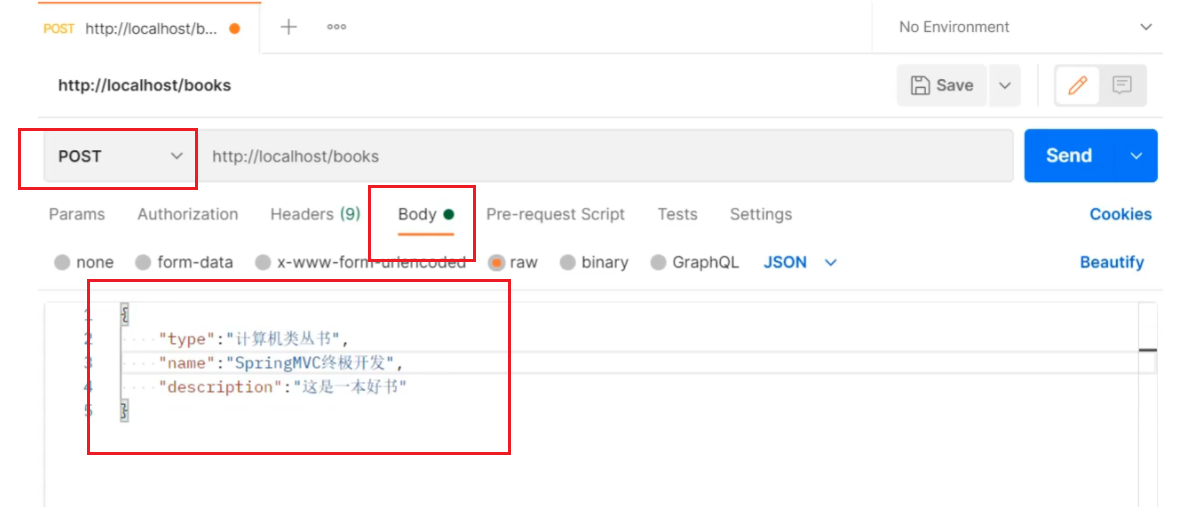 POST http://localhost/b... + ooo No Environment
http://localhost/books Save
POST http://localhost/books Send
Params Authorization Headers (9) Body Pre-request Script Tests Settings Cookies
none form-data x-www-form-urlencoded raw binary GraphQL JSON Beautify
1 {
2 "type":"计算机类丛书",
3 "name":"SpringMVC终极开发",
4 "description":"这是一本好书"
5 }